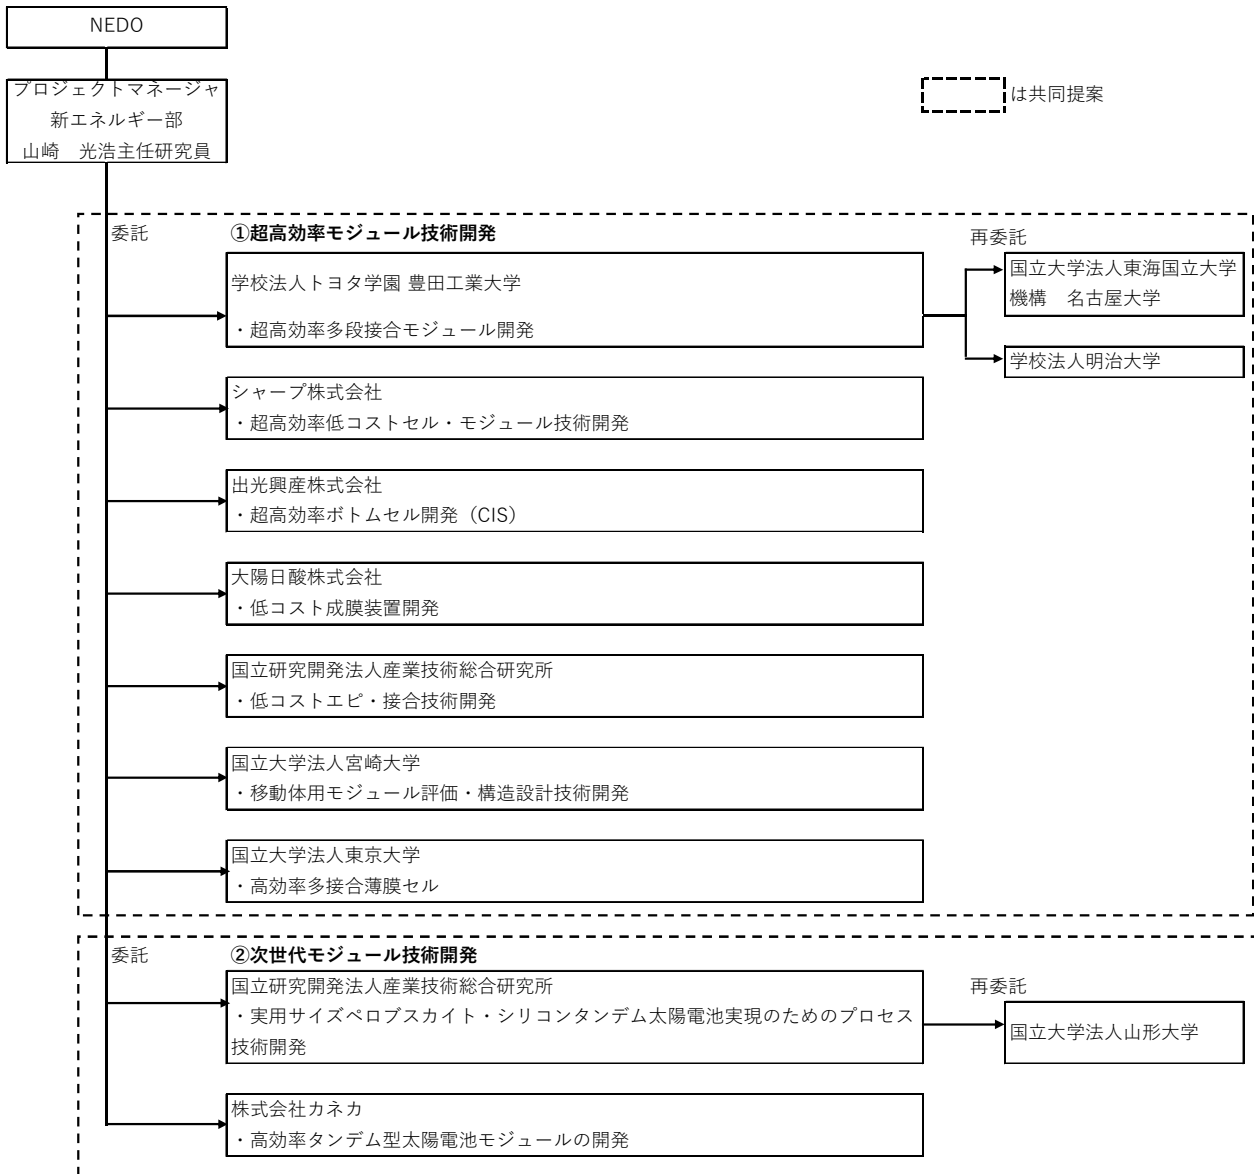 NEDO
プロジェクトマネージャ
新エネルギー部
山崎　光浩主任研究員
は共同提案
委託
①超高効率モジュール技術開発
再委託
学校法人トヨタ学園 豊田工業大学
・超高効率多段接合モジュール開発
国立大学法人東海国立大学
機構　名古屋大学
学校法人明治大学
シャープ株式会社
・超高効率低コストセル・モジュール技術開発
出光興産株式会社
・超高効率ボトムセル開発（CIS）
大陽日酸株式会社
・低コスト成膜装置開発
国立研究開発法人産業技術総合研究所
・低コストエピ・接合技術開発
国立大学法人宮崎大学
・移動体用モジュール評価・構造設計技術開発
国立大学法人東京大学
・高効率多接合薄膜セル
委託
②次世代モジュール技術開発
再委託
国立研究開発法人産業技術総合研究所
・実用サイズペロブスカイト・シリコンタンデム太陽電池実現のためのプロセス
技術開発
国立大学法人山形大学
株式会社カネカ
・高効率タンデム型太陽電池モジュールの開発